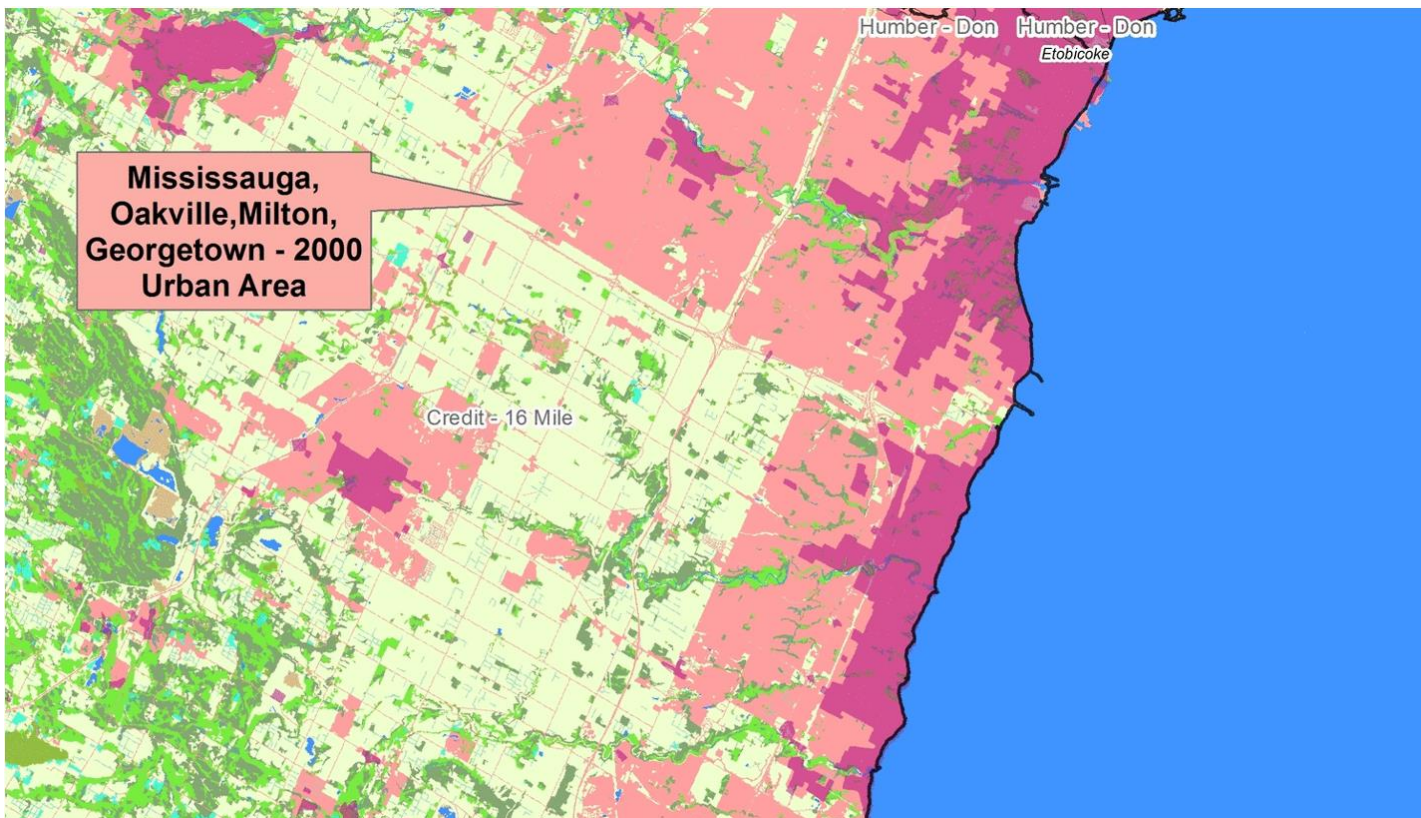 Humber - Don Humber - Don
Etobicoke
Mississauga,
Oakville,Milton,
Georgetown - 2000
Urban Area
Credit - 16 Mile